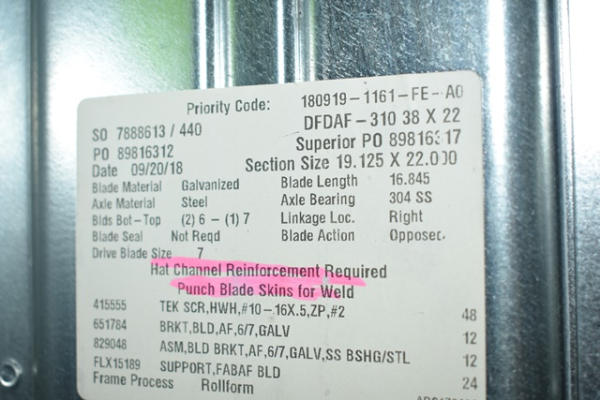 Priority Code: 180919-1161-FE-A0
SO 7888613 / 440 DFDAF-310 38 X 22
PO 89816312 Superior PO 89816 17
Date 09/20/18 Section Size 19.125 X 22.000
Blade Material Galvanized Blade Length 16.845
Axle Material Steel Axle Bearing 304 SS
Blds Bot-Top (2) 6 - (1) 7 Linkage Loc. Right
Blade Seal Not Reqd Blade Action Opposed.
Drive Blade Size 7
Hat Channel Reinforcement Required
Punch Blade Skins for Weld
415555 TEK SCR,HWH,#10-16X.5,ZP,#2 48
651784 BRKT,BLD,AF,6/7,GALV 12
829048 ASM,BLD BRKT,AF,6/7,GALV,SS BSHG/STL 12
FLX15189 SUPPORT,FABAF BLD 24
Frame Process Rollform